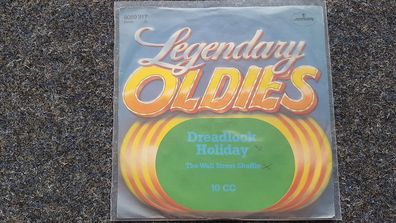 Legendary
OLDIES
Dreadlock
Holiday
The Wall Street Shuffle
10 CC